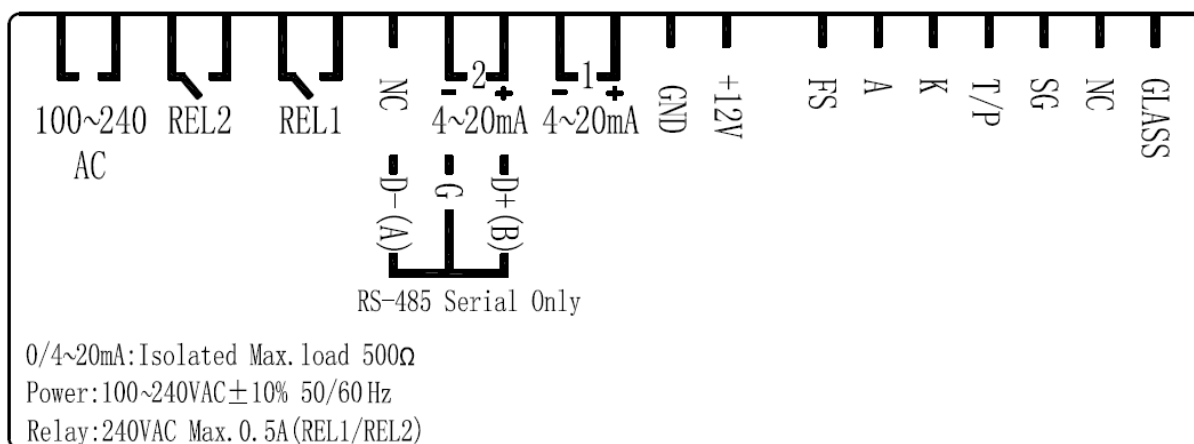 100~240 AC
REL2
REL1
NC
- 2 +
4~20mA
- 1 +
4~20mA
GND
+12V
FS
A
K
T/P
SG
NC
GLASS
D-(A)
G
D+(B)
RS-485 Serial Only
0/4~20mA:Isolated Max.load 500Ω
Power:100~240VAC±10% 50/60Hz
Relay:240VAC Max.0.5A(REL1/REL2)